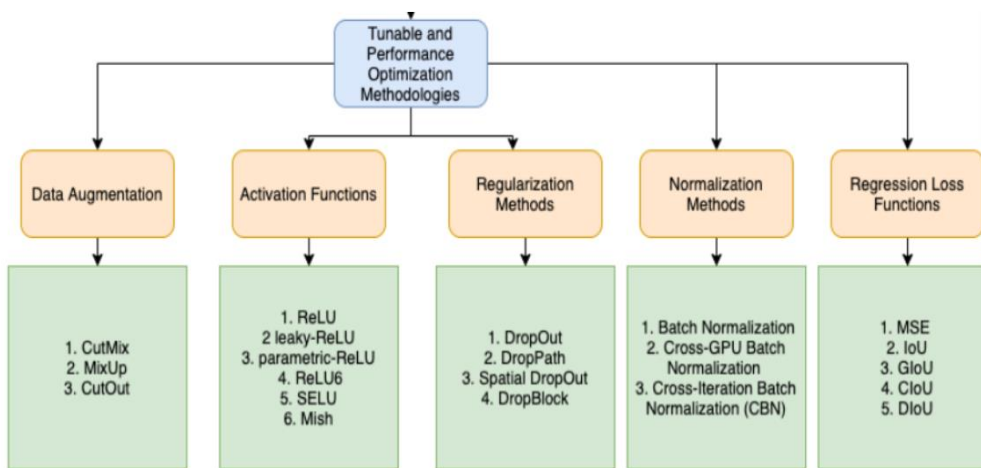 Tunable and
Performance
Optimization
Methodologies
Data Augmentation
Activation Functions
Regularization
Methods
Normalization
Methods
Regression Loss
Functions
1. CutMix
2. MixUp
3. CutOut
1. ReLU
2 leaky-ReLU
3. parametric-ReLU
4. ReLU6
5. SELU
6. Mish
1. DropOut
2. DropPath
3. Spatial DropOut
4. DropBlock
1. Batch Normalization
2. Cross-GPU Batch
Normalization
3. Cross-Iteration Batch
Normalization (CBN)
1. MSE
2. IoU
3. GIoU
4. CIoU
5. DIoU